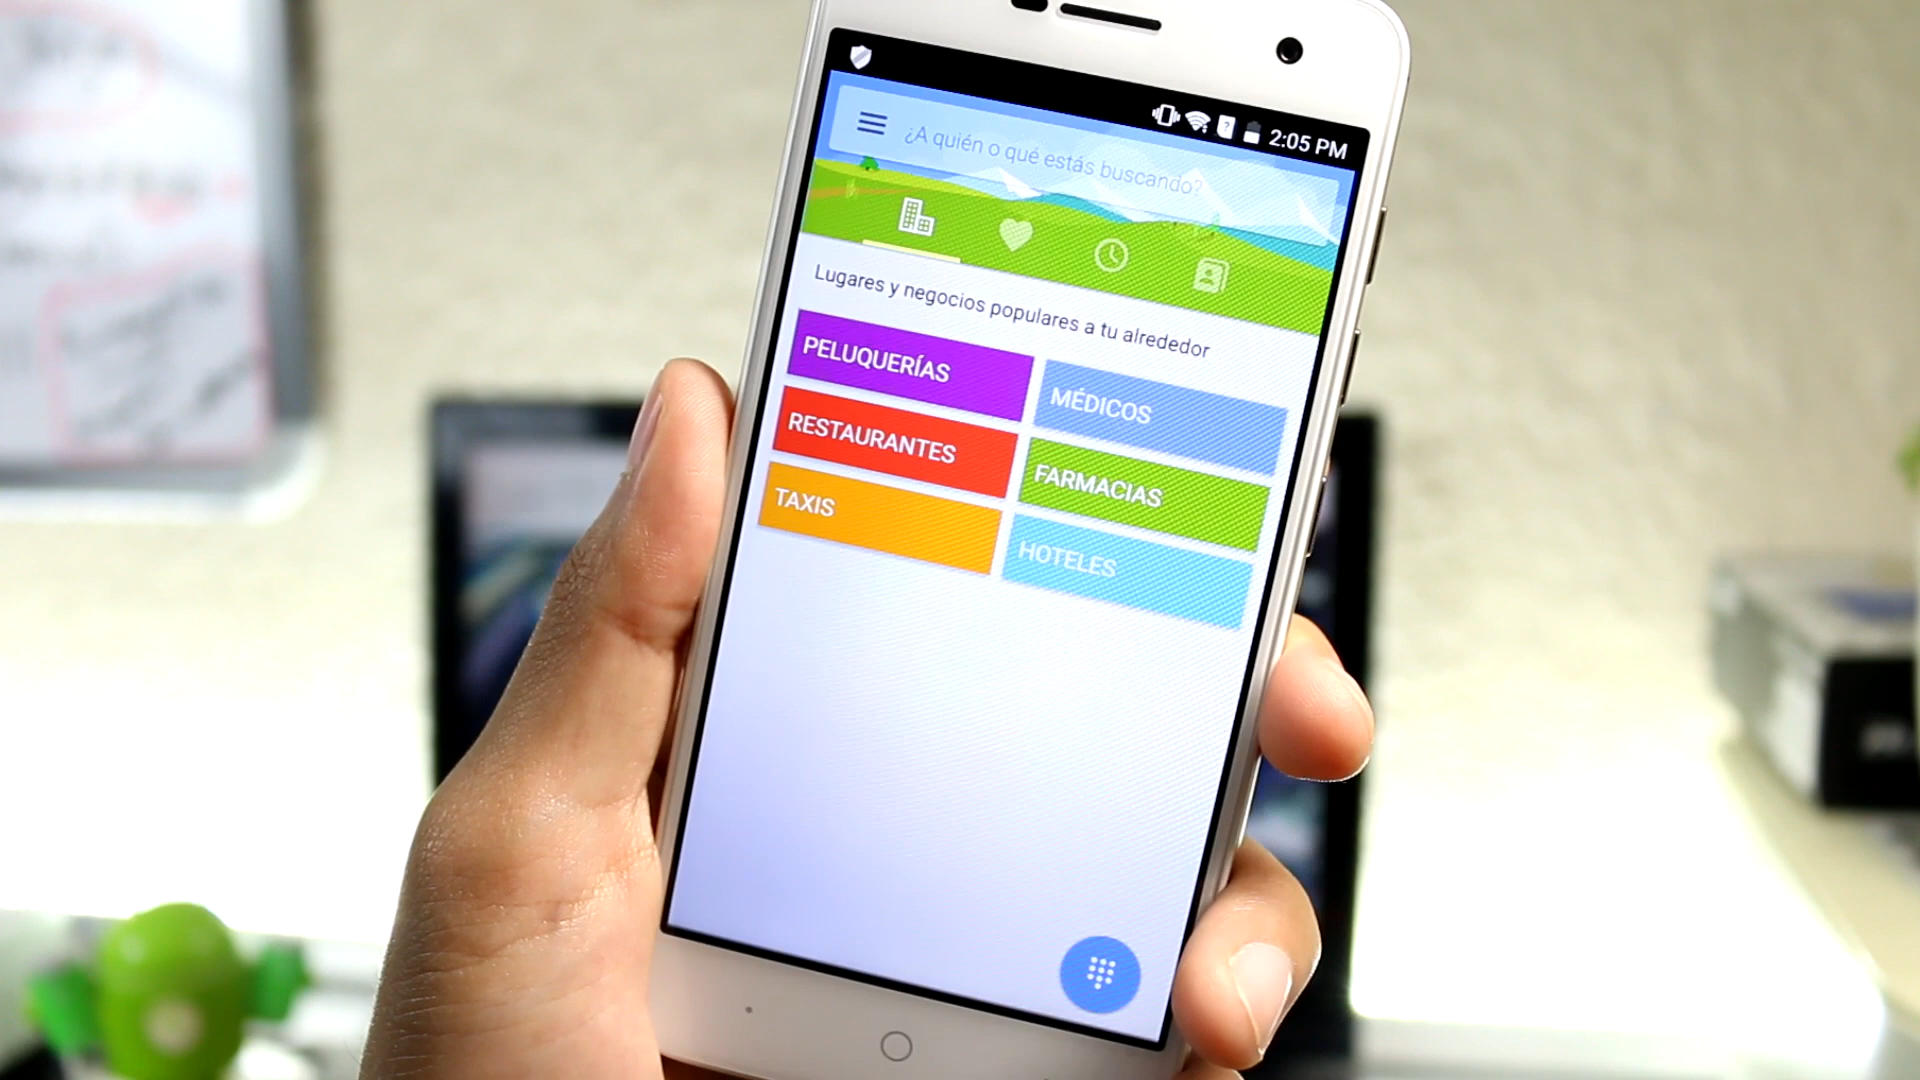 2:05 PM
¿A quién o qué estás buscando?
Lugares y negocios populares a tu alrededor
PELUQUERÍAS
MÉDICOS
RESTAURANTES
FARMACIAS
TAXIS
HOTELES